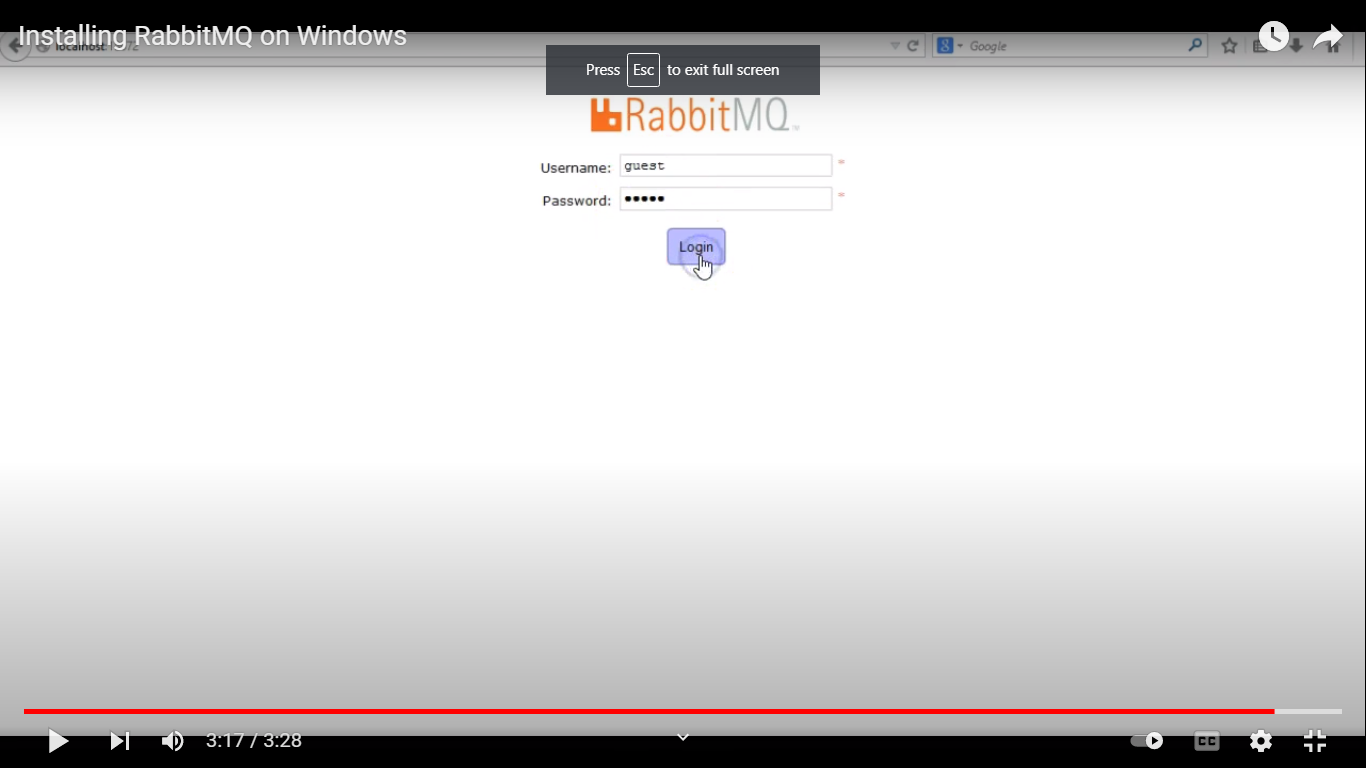 Installing RabbitMQ on Windows
Google
Press Esc to exit full screen
RabbitMQ
Username: guest *
Password: ••••• *
Login
3:17 / 3:28
CC